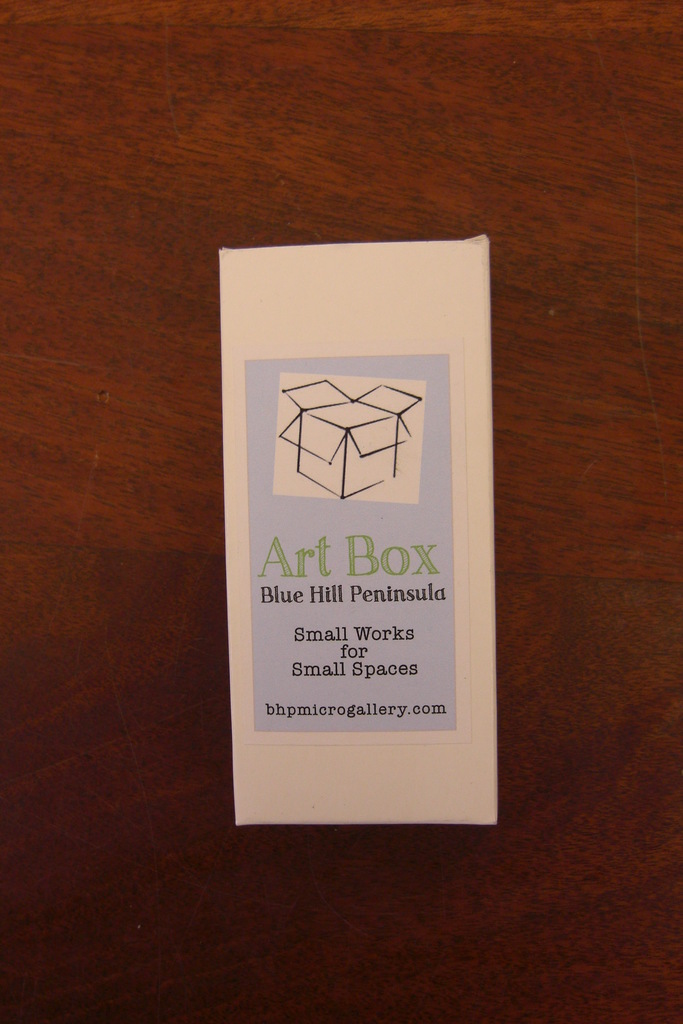 Art Box
Blue Hill Peninsula
Small Works
for
Small Spaces
bhpmicrogallery.com